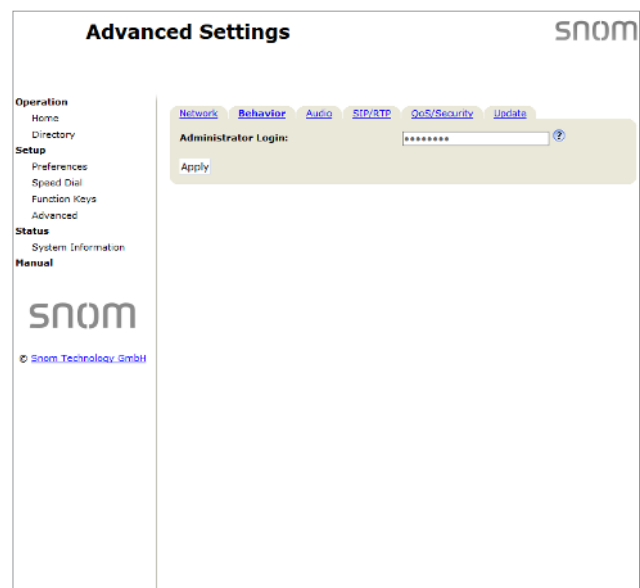 Advanced Settings
snom
Operation
Home
Directory
Setup
Preferences
Speed Dial
Function Keys
Advanced
Status
System Information
Manual
snom
© Snom Technology GmbH
Network Behavior Audio SIP/RTP QoS/Security Update
Administrator Login: ******** ?
Apply